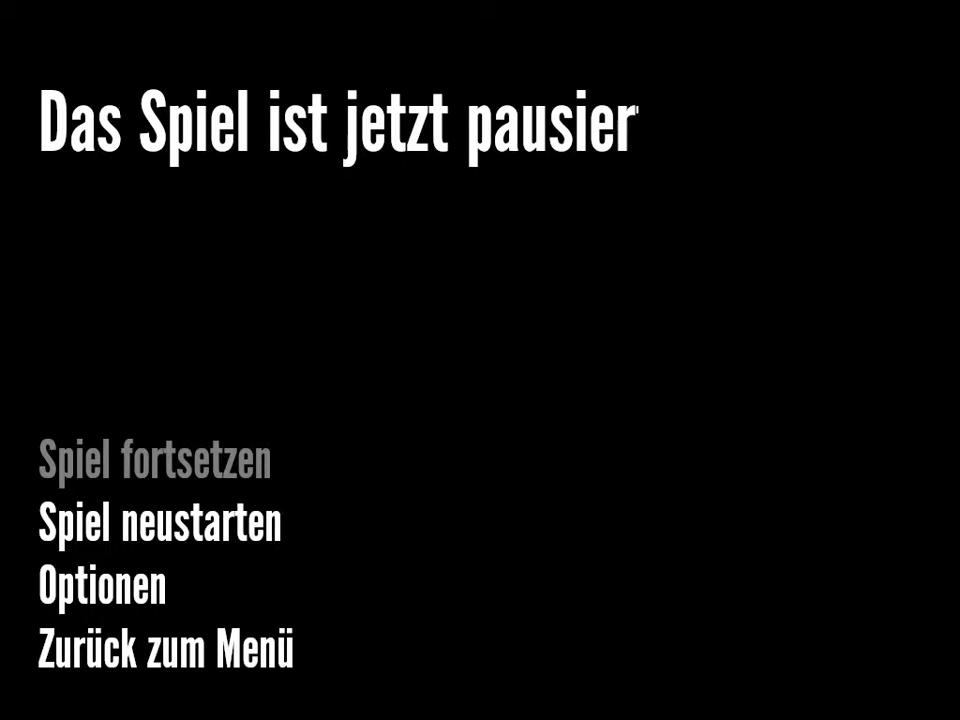 Das Spiel ist jetzt pausier
Spiel fortsetzen
Spiel neustarten
Optionen
Zurück zum Menü